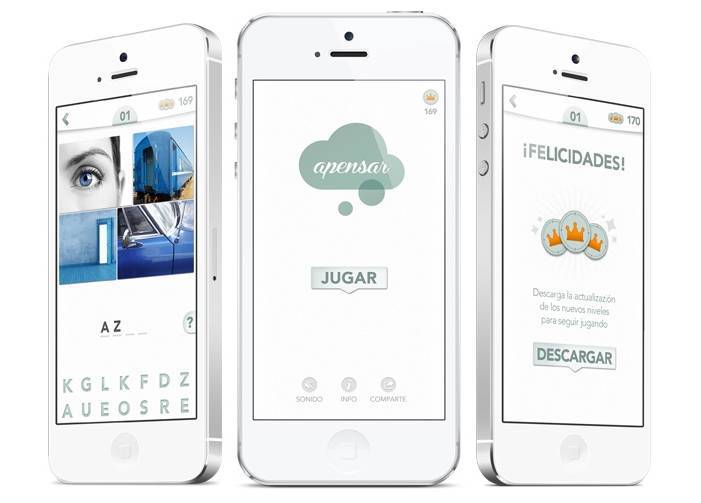 01
169
A Z _ _ _
?
K G L K F D Z
A U E O S R E
169
apensar
JUGAR
SONIDO INFO COMPARTE
01
170
¡FELICIDADES!
Descarga la actualización
de los nuevos niveles
para seguir jugando
DESCARGAR